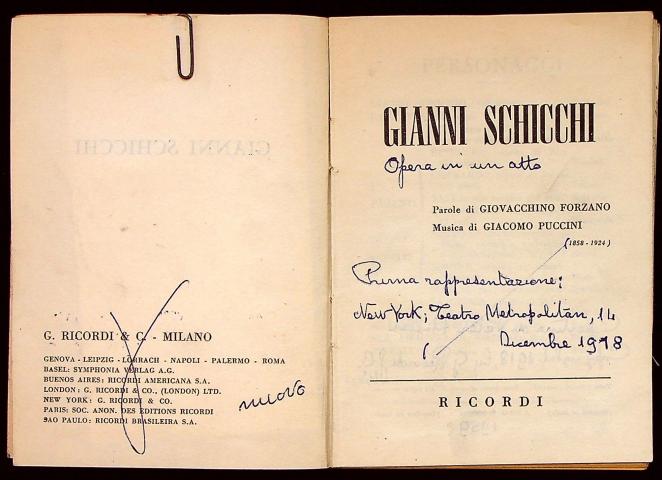 G. RICORDI & C. - MILANO
GENOVA - LEIPZIG - LÖRRACH - NAPOLI - PALERMO - ROMA
BASEL: SYMPHONIA VERLAG A.G.
BUENOS AIRES: RICORDI AMERICANA S.A.
LONDON: G. RICORDI & CO., (LONDON) LTD.
NEW YORK: G. RICORDI & CO.
PARIS: SOC. ANON. DES EDITIONS RICORDI
SAO PAULO: RICORDI BRASILEIRA S.A.
nuovo
GIANNI SCHICCHI
Opera in un atto
Parole di GIOVACCHINO FORZANO
Musica di GIACOMO PUCCINI
(1858 - 1924)
Prima rappresentazione:
New York; Teatro Metropolitan, 14
Dicembre 1918
RICORDI